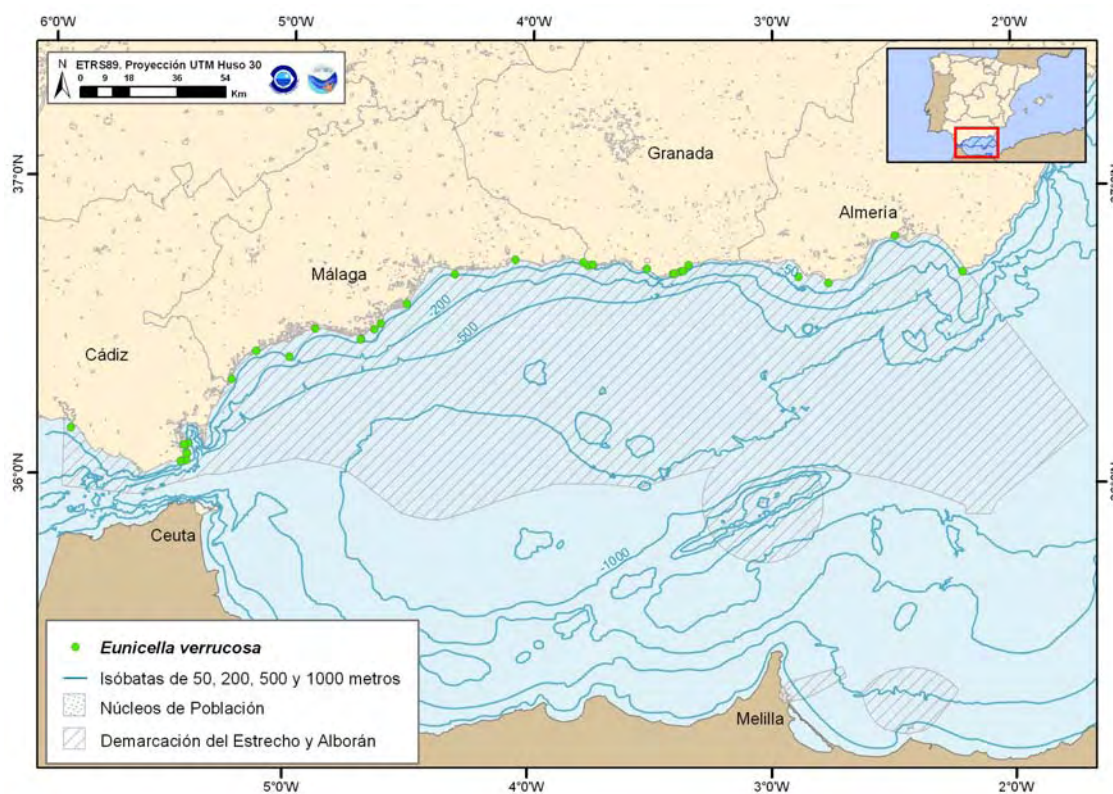 6°0'W 5°0'W 4°0'W 3°0'W 2°0'W
N ETRS89. Proyección UTM Huso 30
0 9 18 36 54
Km
37°0'N
Granada
Almería
-50
Málaga
-200
-500
Cádiz
36°0'N
Ceuta
-1000
Eunicella verrucosa
Isóbatas de 50, 200, 500 y 1000 metros
Núcleos de Población
Demarcación del Estrecho y Alborán
Melilla
5°0'W 4°0'W 3°0'W 2°0'W